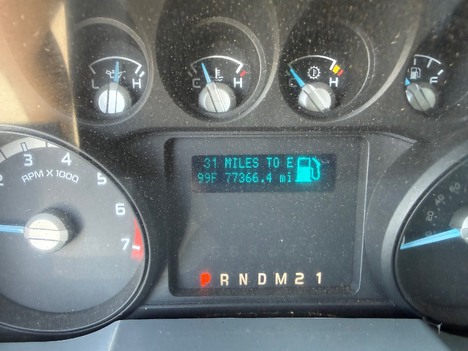 L H C H C H F
2 3 4 5 6 7
RPM X 1000
31 MILES TO E
99F 77366.4 mi
P R N D M 2 1